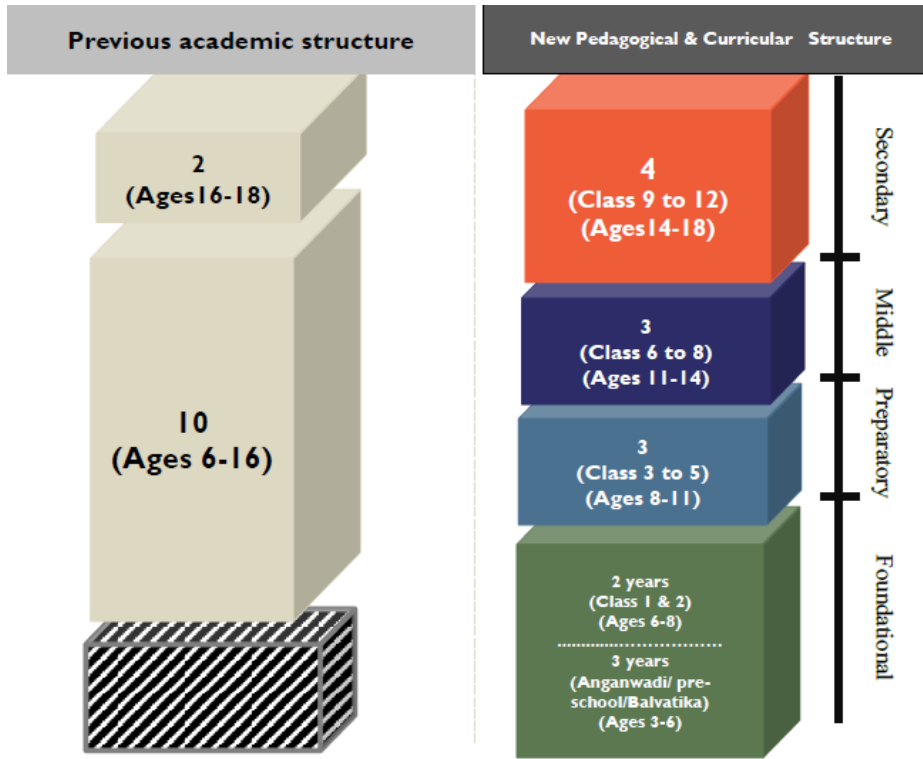 Previous academic structure
New Pedagogical & Curricular Structure
2
(Ages16-18)
10
(Ages 6-16)
4
(Class 9 to 12)
(Ages14-18)
3
(Class 6 to 8)
(Ages 11-14)
3
(Class 3 to 5)
(Ages 8-11)
2 years
(Class 1 & 2)
(Ages 6-8)
..............................
3 years
(Anganwadi/ pre-
school/Balvatika)
(Ages 3-6)
Secondary
Middle
Preparatory
Foundational